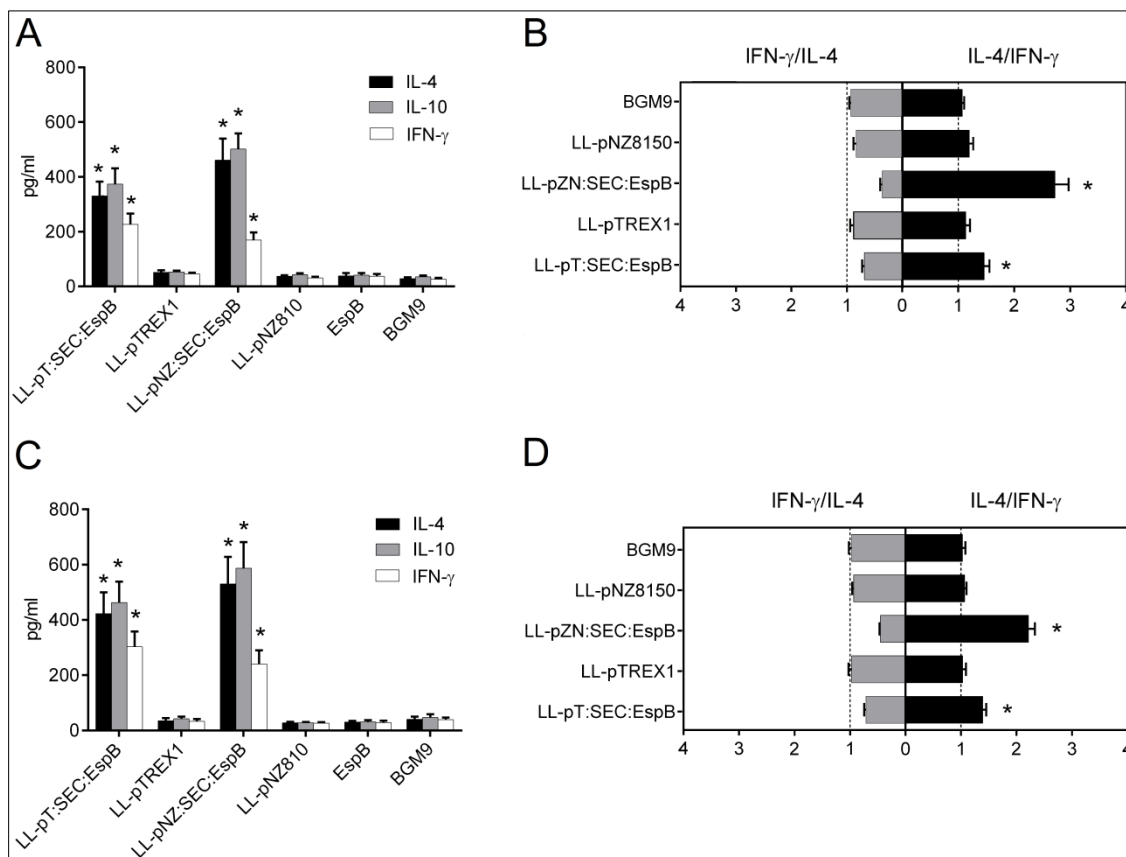 A
800
600
400
200
0
pg/ml
IL-4
IL-10
IFN-γ
* * *
* * *
LL-pT:SEC:EspB
LL-pTREX1
LL-pNZ:SEC:EspB
LL-pNZ810
EspB
BGM9
B
IFN-γ/IL-4 IL-4/IFN-γ
BGM9
LL-pNZ8150
LL-pZN:SEC:EspB *
LL-pTREX1
LL-pT:SEC:EspB *
4 3 2 1 0 1 2 3 4
C
800
600
400
200
0
pg/ml
IL-4
IL-10
IFN-γ
* * *
* * *
LL-pT:SEC:EspB
LL-pTREX1
LL-pNZ:SEC:EspB
LL-pNZ810
EspB
BGM9
D
IFN-γ/IL-4 IL-4/IFN-γ
BGM9
LL-pNZ8150
LL-pZN:SEC:EspB *
LL-pTREX1
LL-pT:SEC:EspB *
4 3 2 1 0 1 2 3 4